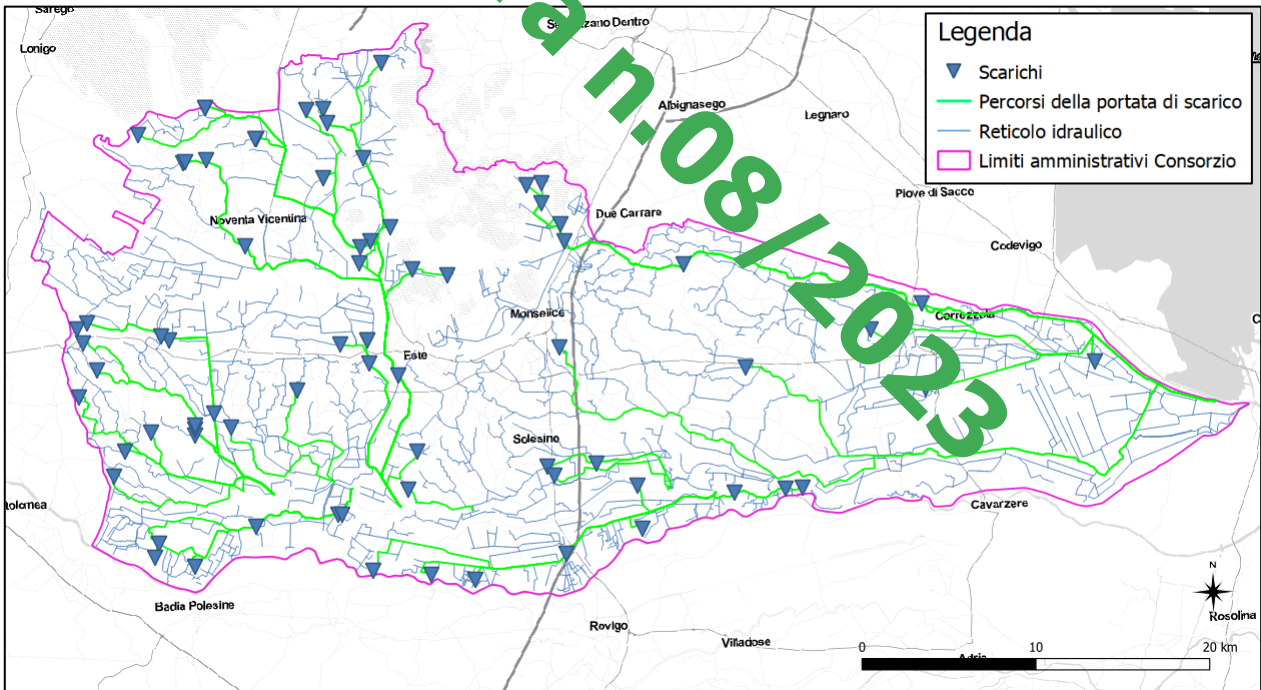 Sarego
Lonigo
Albignasego
Legnaro
Legenda
Scarichi
Percorsi della portata di scarico
Reticolo idraulico
Limiti amministrativi Consorzio
n.08/2023
Piove di Sacco
Noventa Vicentina
Due Carrare
Codevigo
Monselice
Correzzola
Este
Solesino
Cavarzere
Badia Polesine
Rovigo
Villadose
N
Rosolina
0 10 20 km
Adria